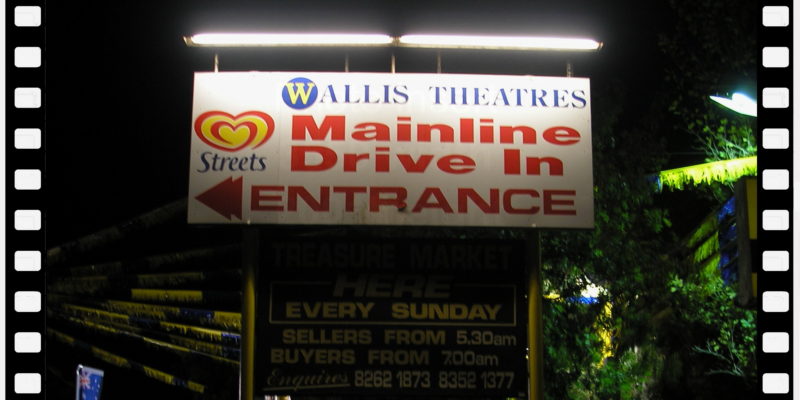 WALLIS THEATRES
Streets
Mainline
Drive In
ENTRANCE
TREASURE MARKET
HERE
EVERY SUNDAY
SELLERS FROM 5.30am
BUYERS FROM 7.00am
Enquires 8262 1873 8352 1377